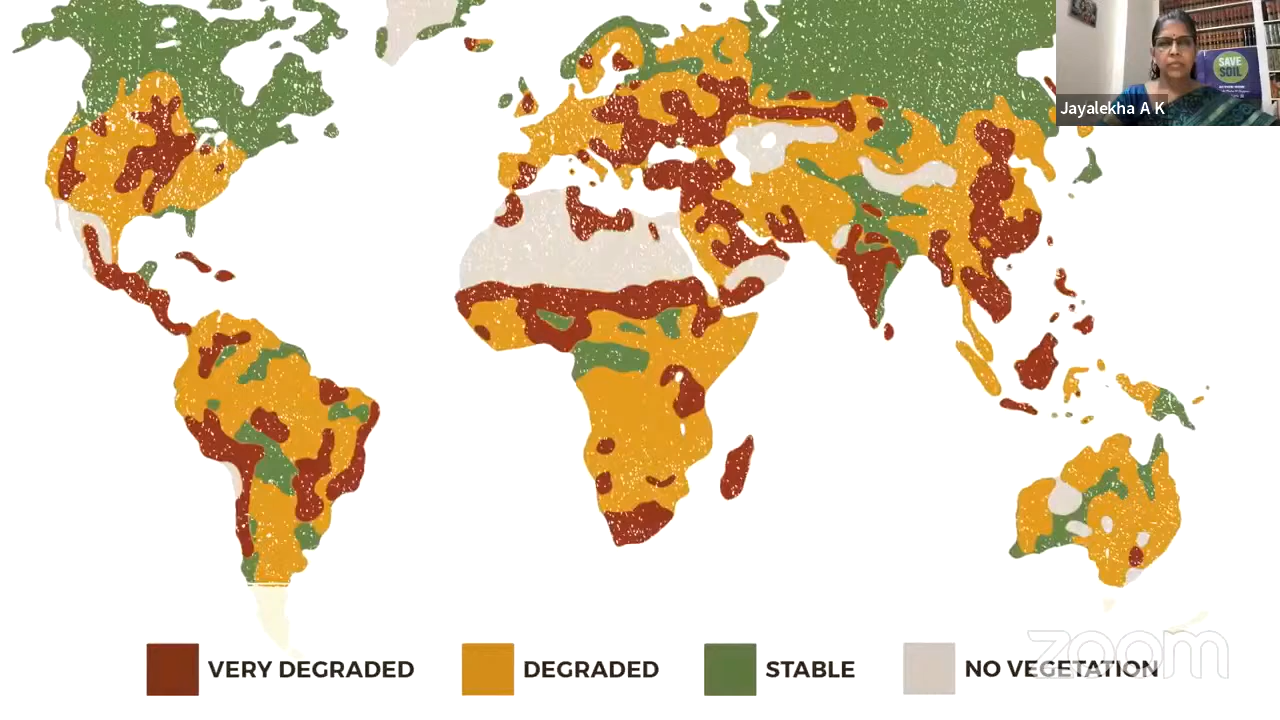 SAVE
SOIL
Jayalekha A K
VERY DEGRADED
DEGRADED
STABLE
NO VEGETATION
zoom